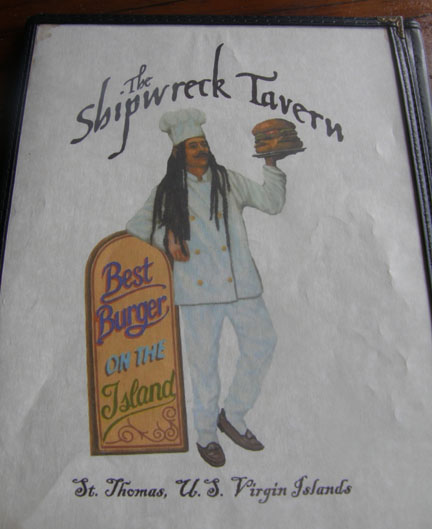 The
Shipwreck Tavern
Best
Burger
ON THE
Island
St. Thomas, U.S. Virgin Islands